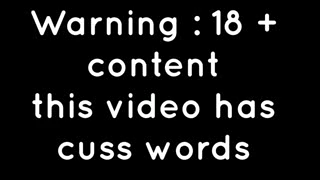 Warning : 18 +
content
this video has
cuss words